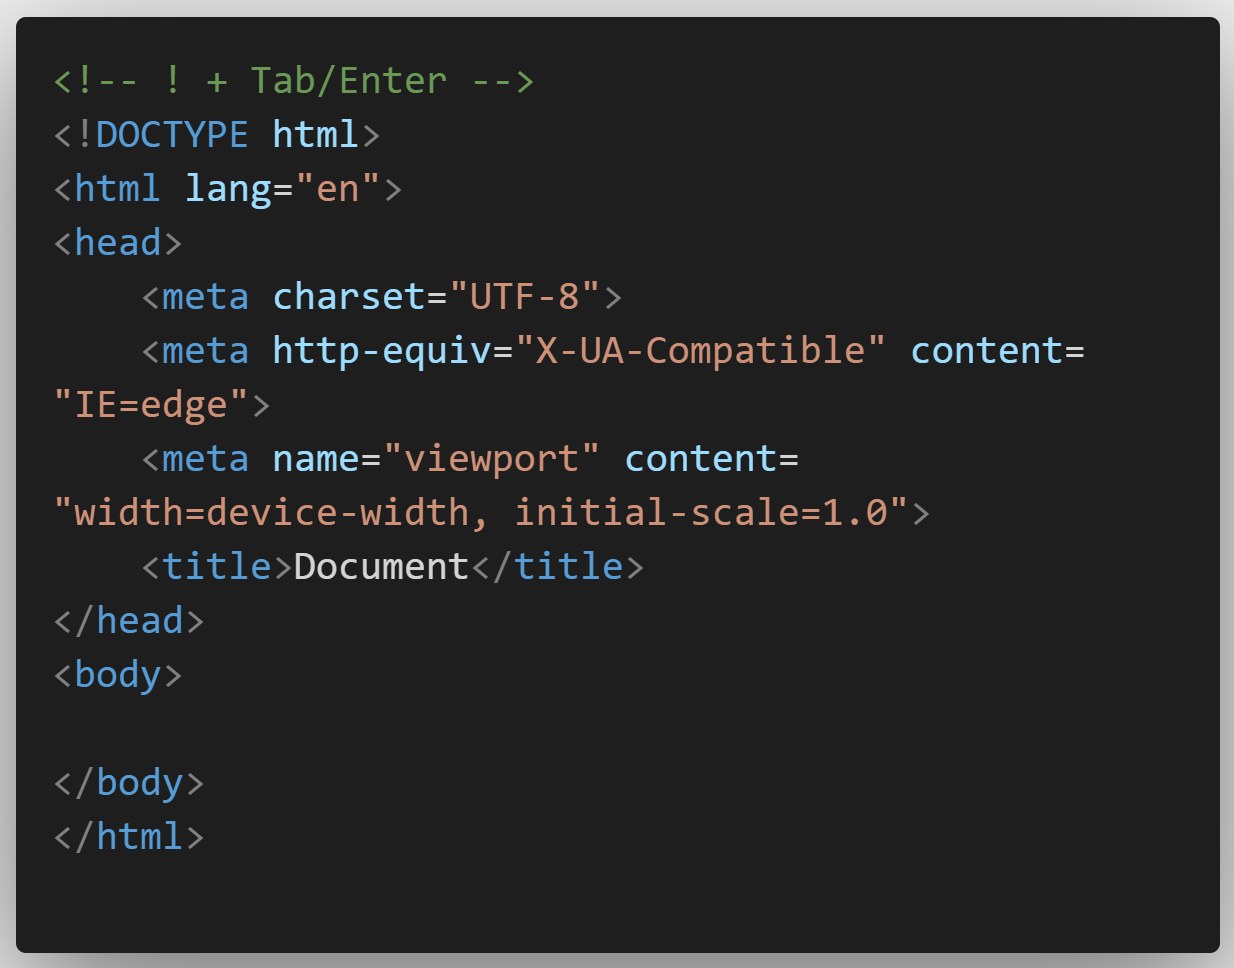 <!-- ! + Tab/Enter -->
<!DOCTYPE html>
<html lang="en">
<head>
    <meta charset="UTF-8">
    <meta http-equiv="X-UA-Compatible" content=
"IE=edge">
    <meta name="viewport" content=
"width=device-width, initial-scale=1.0">
    <title>Document</title>
</head>
<body>

</body>
</html>